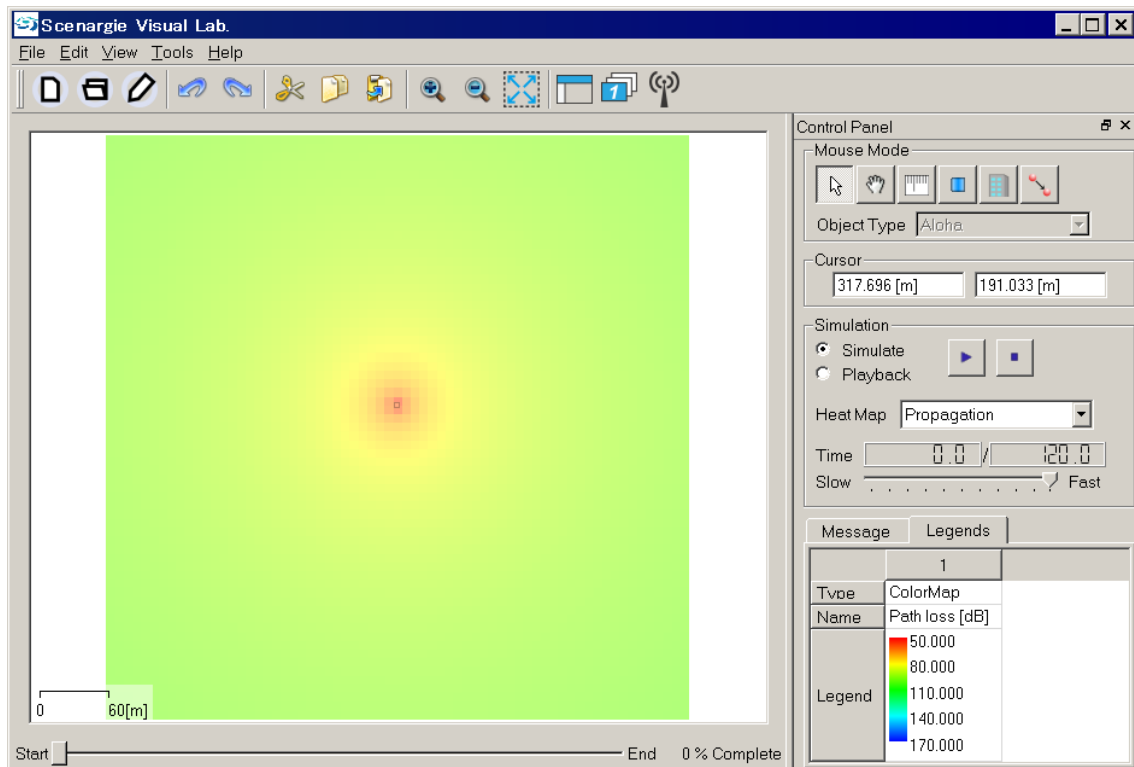 Scenargie Visual Lab.
File Edit View Tools Help
1
Control Panel
Mouse Mode
Object Type Aloha
Cursor
317.696 [m] 191.033 [m]
Simulation
Simulate
Playback
Heat Map Propagation
Time 0.0 / 120.0
Slow Fast
Message Legends
1
Type ColorMap
Name Path loss [dB]
Legend
50.000
80.000
110.000
140.000
170.000
0 60[m]
Start End 0 % Complete